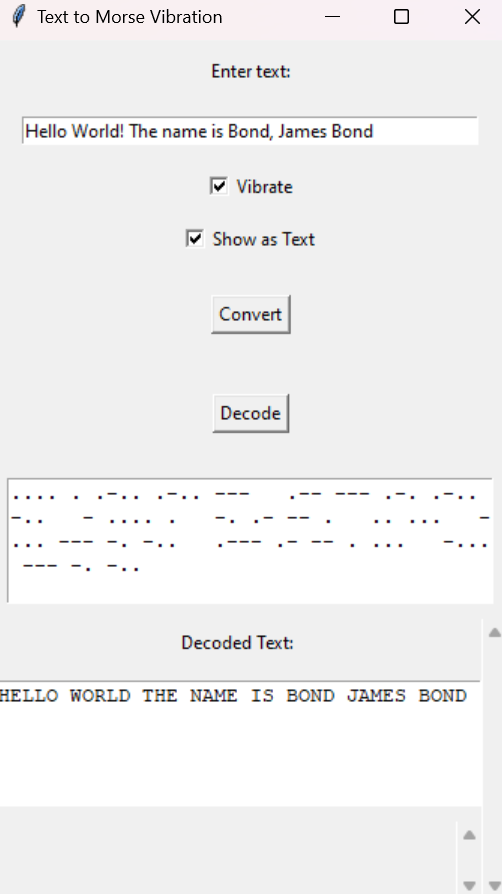 Text to Morse Vibration
Enter text:
Hello World! The name is Bond, James Bond
Vibrate
Show as Text
Convert
Decode
.... . .-.. .-.. ---   .-- --- .-. .-..
-..   - .... .   -. .- -- .   .. ...   -
... --- -. -..   .--- .- -- . ...   -...
 --- -. -..
Decoded Text:
HELLO WORLD THE NAME IS BOND JAMES BOND